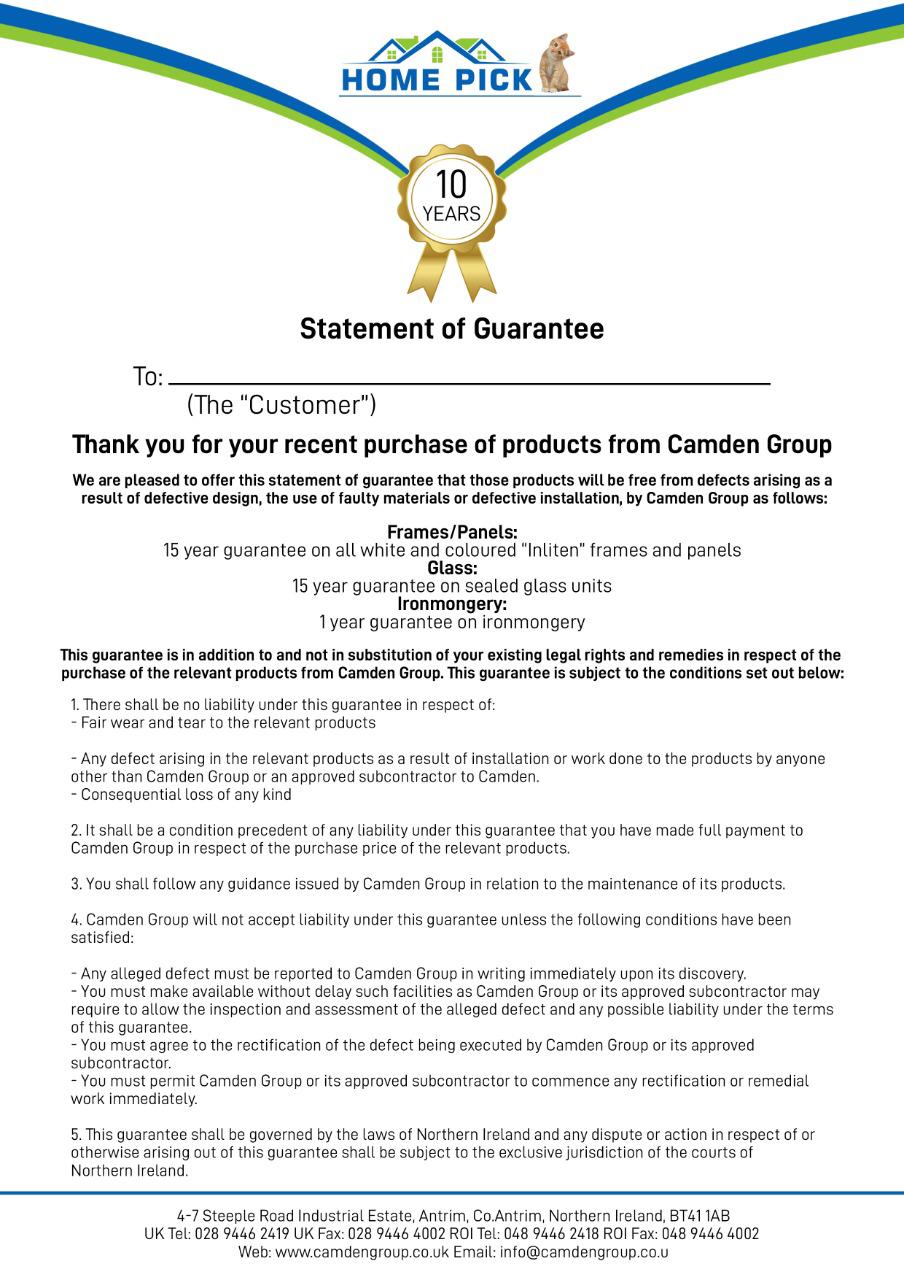 HOME PICK
10
YEARS
Statement of Guarantee
To:
(The “Customer”)
Thank you for your recent purchase of products from Camden Group
We are pleased to offer this statement of guarantee that those products will be free from defects arising as a
result of defective design, the use of faulty materials or defective installation, by Camden Group as follows:
Frames/Panels:
15 year guarantee on all white and coloured “Inliten” frames and panels
Glass:
15 year guarantee on sealed glass units
Ironmongery:
1 year guarantee on ironmongery
This guarantee is in addition to and not in substitution of your existing legal rights and remedies in respect of the
purchase of the relevant products from Camden Group. This guarantee is subject to the conditions set out below:
1. There shall be no liability under this guarantee in respect of:
- Fair wear and tear to the relevant products
- Any defect arising in the relevant products as a result of installation or work done to the products by anyone
other than Camden Group or an approved subcontractor to Camden.
- Consequential loss of any kind
2. It shall be a condition precedent of any liability under this guarantee that you have made full payment to
Camden Group in respect of the purchase price of the relevant products.
3. You shall follow any guidance issued by Camden Group in relation to the maintenance of its products.
4. Camden Group will not accept liability under this guarantee unless the following conditions have been
satisfied:
- Any alleged defect must be reported to Camden Group in writing immediately upon its discovery.
- You must make available without delay such facilities as Camden Group or its approved subcontractor may
require to allow the inspection and assessment of the alleged defect and any possible liability under the terms
of this guarantee.
- You must agree to the rectification of the defect being executed by Camden Group or its approved
subcontractor.
- You must permit Camden Group or its approved subcontractor to commence any rectification or remedial
work immediately.
5. This guarantee shall be governed by the laws of Northern Ireland and any dispute or action in respect of or
otherwise arising out of this guarantee shall be subject to the exclusive jurisdiction of the courts of
Northern Ireland.
4-7 Steeple Road Industrial Estate, Antrim, Co.Antrim, Northern Ireland, BT41 1AB
UK Tel: 028 9446 2419 UK Fax: 028 9446 4002 ROI Tel: 048 9446 2418 ROI Fax: 048 9446 4002
Web: www.camdengroup.co.uk Email: info@camdengroup.co.u